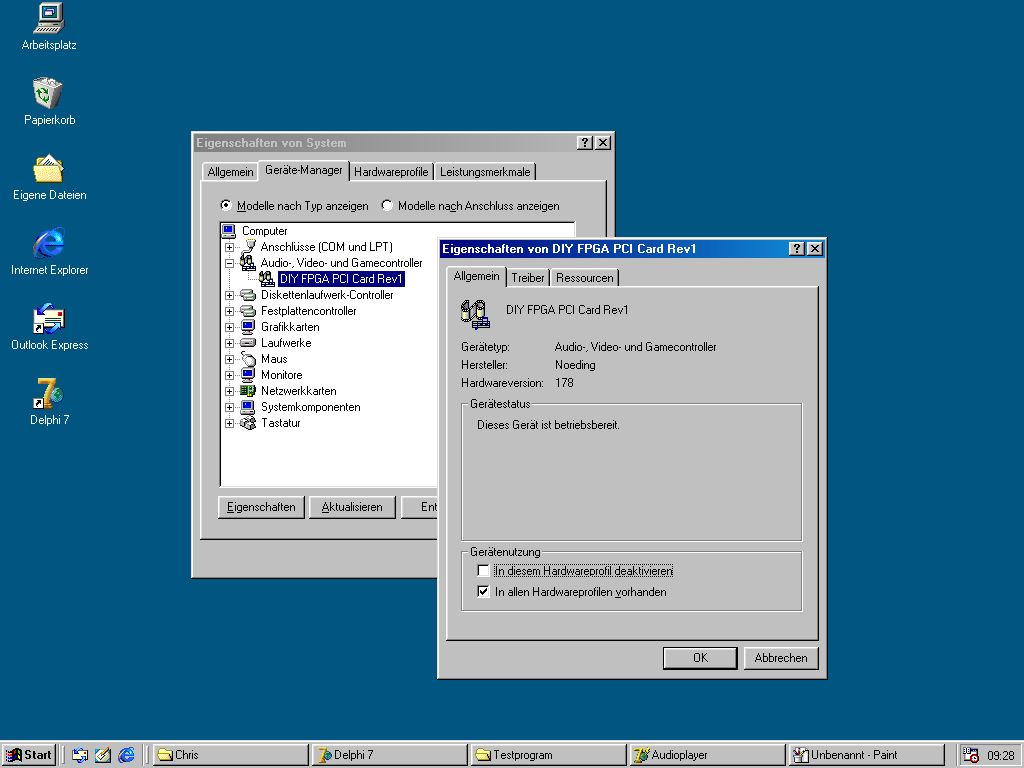 Arbeitsplatz
Papierkorb
Eigene Dateien
Internet Explorer
Outlook Express
Delphi 7
Eigenschaften von System
Allgemein
Geräte-Manager
Hardwareprofile
Leistungsmerkmale
Modelle nach Typ anzeigen
Modelle nach Anschluss anzeigen
Computer
Anschlüsse (COM und LPT)
Audio-, Video- und Gamecontroller
DIY FPGA PCI Card Rev1
Diskettenlaufwerk-Controller
Festplattencontroller
Grafikkarten
Laufwerke
Maus
Monitore
Netzwerkkarten
Systemkomponenten
Tastatur
Eigenschaften
Aktualisieren
Ent
Eigenschaften von DIY FPGA PCI Card Rev1
Allgemein
Treiber
Ressourcen
DIY FPGA PCI Card Rev1
Gerätetyp: Audio-, Video- und Gamecontroller
Hersteller: Noeding
Hardwareversion: 178
Gerätestatus
Dieses Gerät ist betriebsbereit.
Gerätenutzung
In diesem Hardwareprofil deaktivieren
In allen Hardwareprofilen vorhanden
OK
Abbrechen
Start
Chris
Delphi 7
Testprogram
Audioplayer
Unbenannt - Paint
09:28